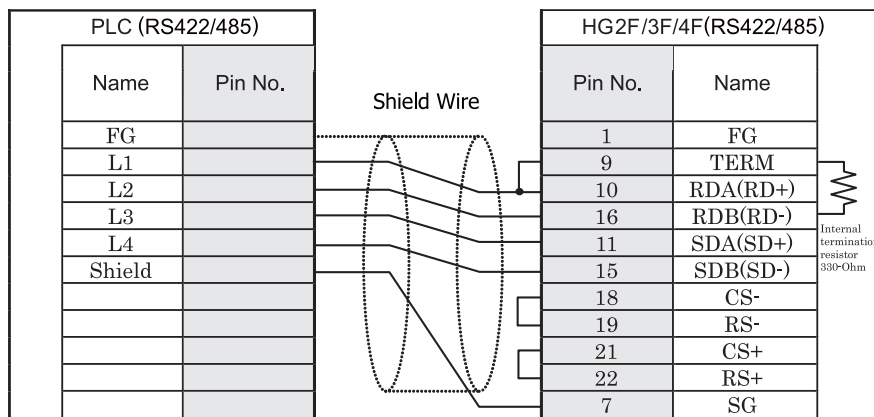 PLC (RS422/485)
Name Pin No.
FG
L1
L2
L3
L4
Shield
Shield Wire
HG2F/3F/4F(RS422/485)
Pin No. Name
1 FG
9 TERM
10 RDA(RD+)
16 RDB(RD-)
11 SDA(SD+)
15 SDB(SD-)
18 CS-
19 RS-
21 CS+
22 RS+
7 SG
Internal
termination
resistor
330-Ohm